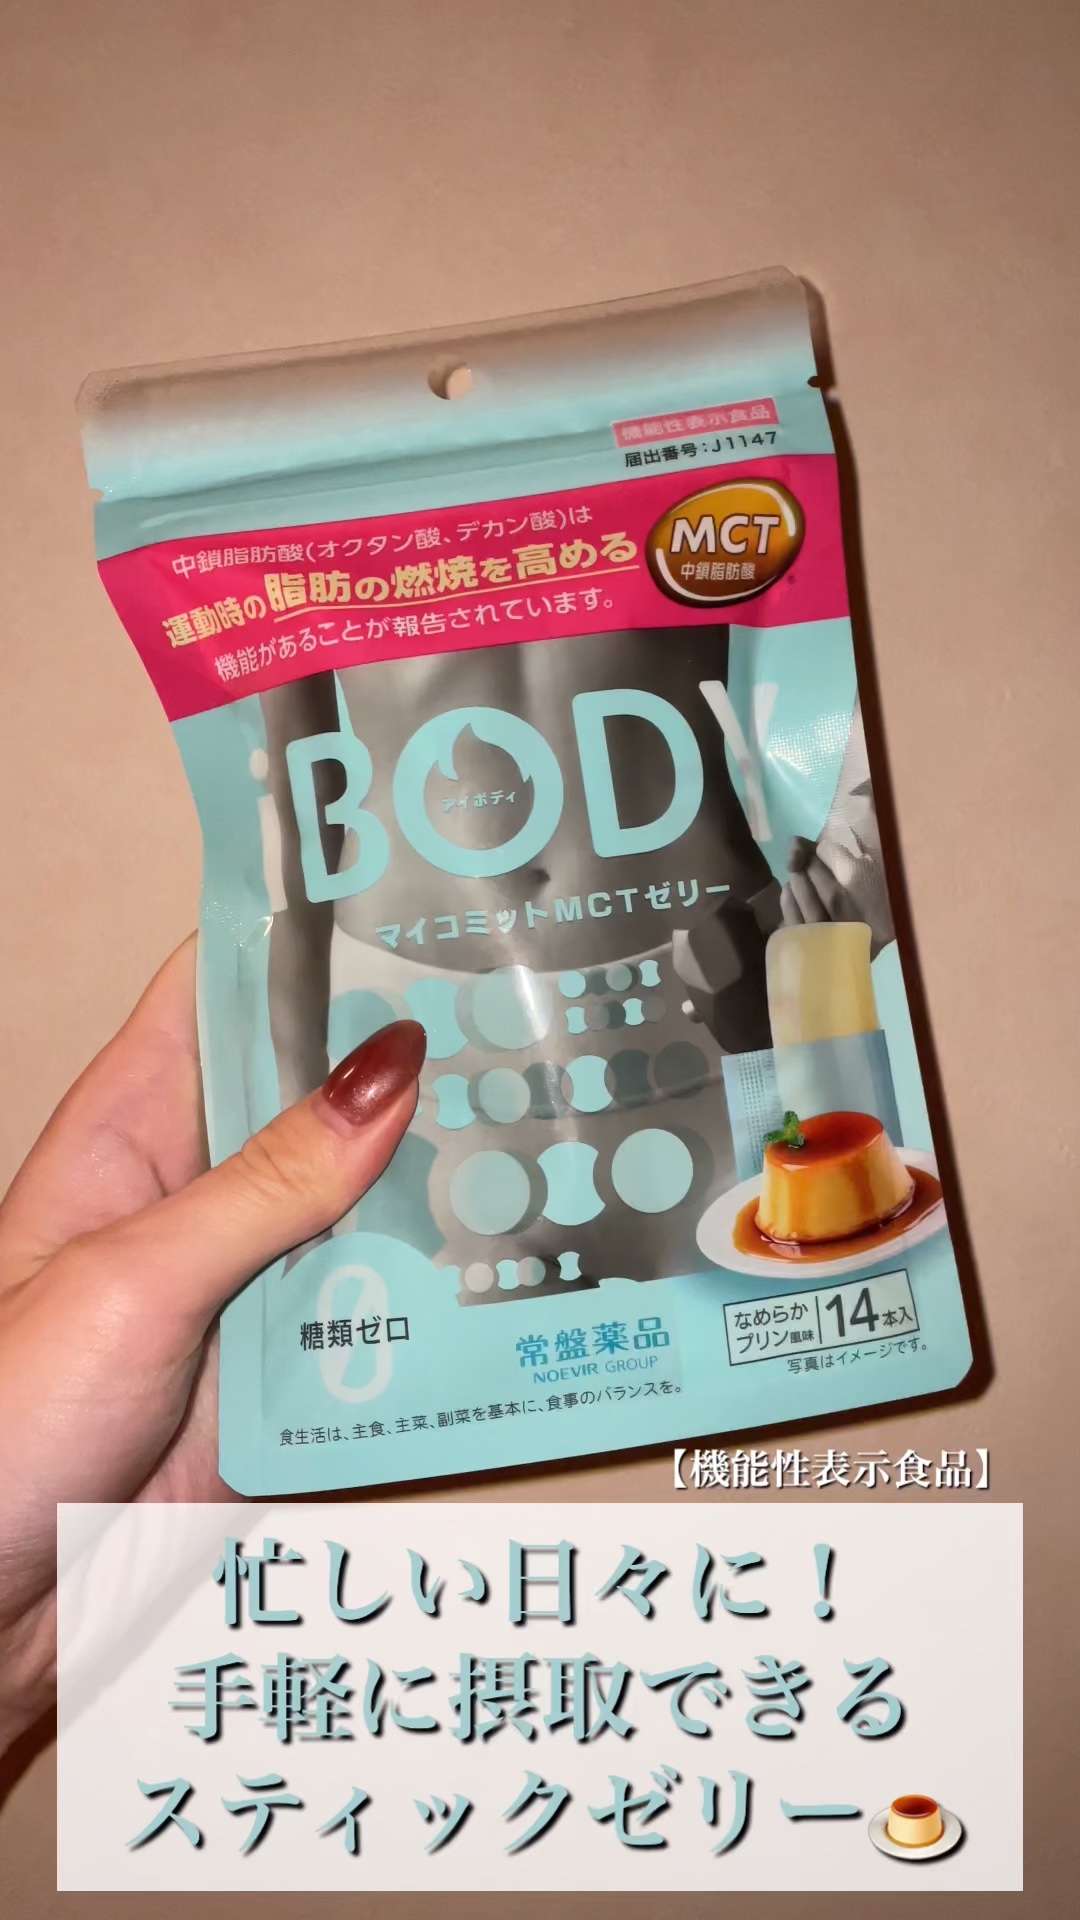 機能性表示食品
届出番号:J1147
中鎖脂肪酸(オクタン酸、デカン酸)は
運動時の脂肪の燃焼を高める
機能があることが報告されています。
MCT
中鎖脂肪酸
iBODY
アイボディ
マイコミットMCTゼリー
0
糖類ゼロ
常盤薬品
NOEVIR GROUP
なめらか
プリン風味
14本入
写真はイメージです。
食生活は、主食、主菜、副菜を基本に、食事のバランスを。
【機能性表示食品】
忙しい日々に!
手軽に摂取できる
スティックゼリー🍮